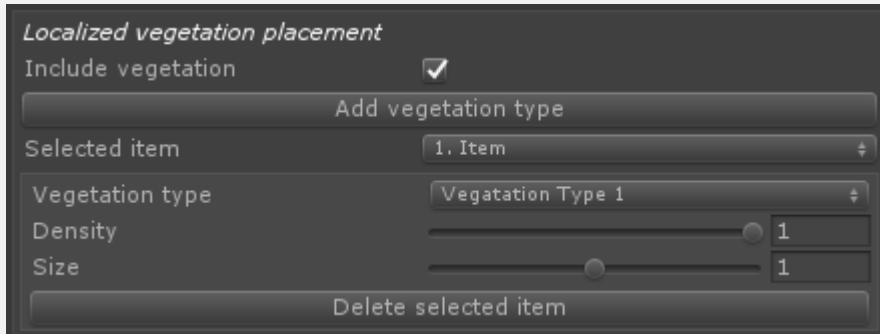 Localized vegetation placement
Include vegetation
Add vegetation type
Selected item 1. Item
Vegetation type Vegatation Type 1
Density 1
Size 1
Delete selected item